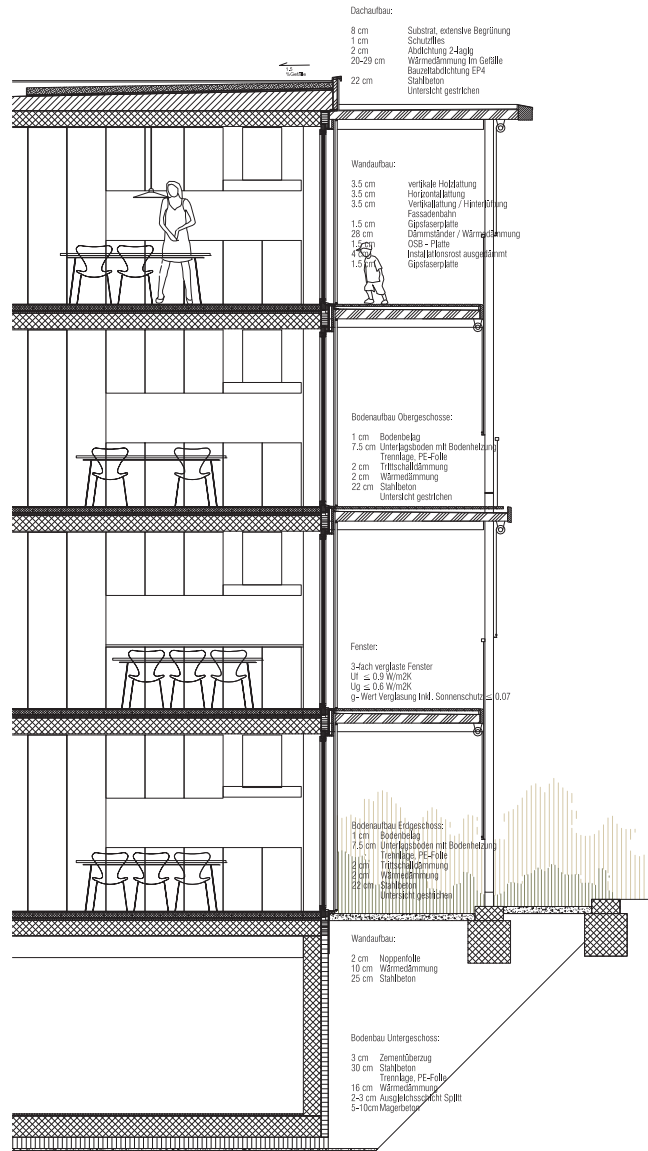 Dachaufbau:
8 cm Substrat, extensive Begrünung
1 cm Schutzflies
2 cm Abdichtung 2-lagig
20-29 cm Wärmedämmung im Gefälle
Bauzeitabdichtung EP4
22 cm Stahlbeton
Untersicht gestrichen
1.5
%Gefälle
Wandaufbau:
3.5 cm vertikale Holzlattung
3.5 cm Horizontallattung
3.5 cm Vertikallattung / Hinterlüftung
Fassadenbahn
1.5 cm Gipsfaserplatte
28 cm Dämmständer / Wärmedämmung
1.5 cm OSB - Platte
4 cm Installationsrost ausgedämmt
1.5 cm Gipsfaserplatte
Bodenaufbau Obergeschosse:
1 cm Bodenbelag
7.5 cm Unterlagsboden mit Bodenheizung
Trennlage, PE-Folie
2 cm Trittschalldämmung
2 cm Wärmedämmung
22 cm Stahlbeton
Untersicht gestrichen
Fenster:
3-fach verglaste Fenster
Uf ≤ 0.9 W/m2K
Ug ≤ 0.6 W/m2K
g- Wert Verglasung inkl. Sonnenschutz ≤ 0.07
Bodenaufbau Erdgeschoss:
1 cm Bodenbelag
7.5 cm Unterlagsboden mit Bodenheizung
Trennlage, PE-Folie
2 cm Trittschalldämmung
2 cm Wärmedämmung
22 cm Stahlbeton
Untersicht gestrichen
Wandaufbau:
2 cm Noppenfolie
10 cm Wärmedämmung
25 cm Stahlbeton
Bodenbau Untergeschoss:
3 cm Zementüberzug
30 cm Stahlbeton
Trennlage, PE-Folie
16 cm Wärmedämmung
2-3 cm Ausgleichsschicht Splitt
5-10cm Magerbeton